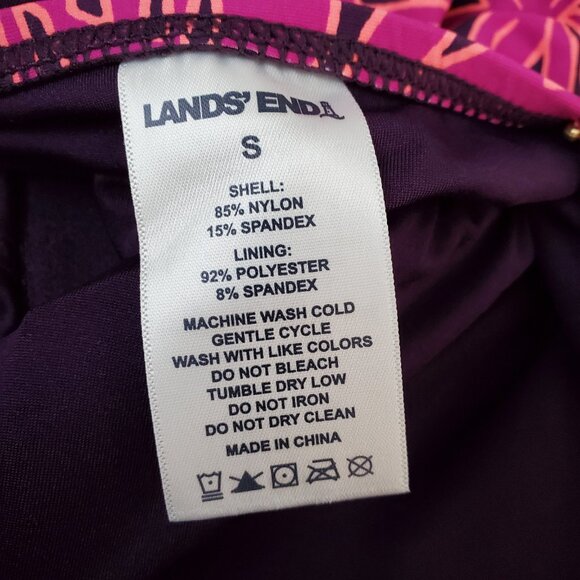 LANDS' END
S
SHELL:
85% NYLON
15% SPANDEX
LINING:
92% POLYESTER
8% SPANDEX
MACHINE WASH COLD
GENTLE CYCLE
WASH WITH LIKE COLORS
DO NOT BLEACH
TUMBLE DRY LOW
DO NOT IRON
DO NOT DRY CLEAN
MADE IN CHINA